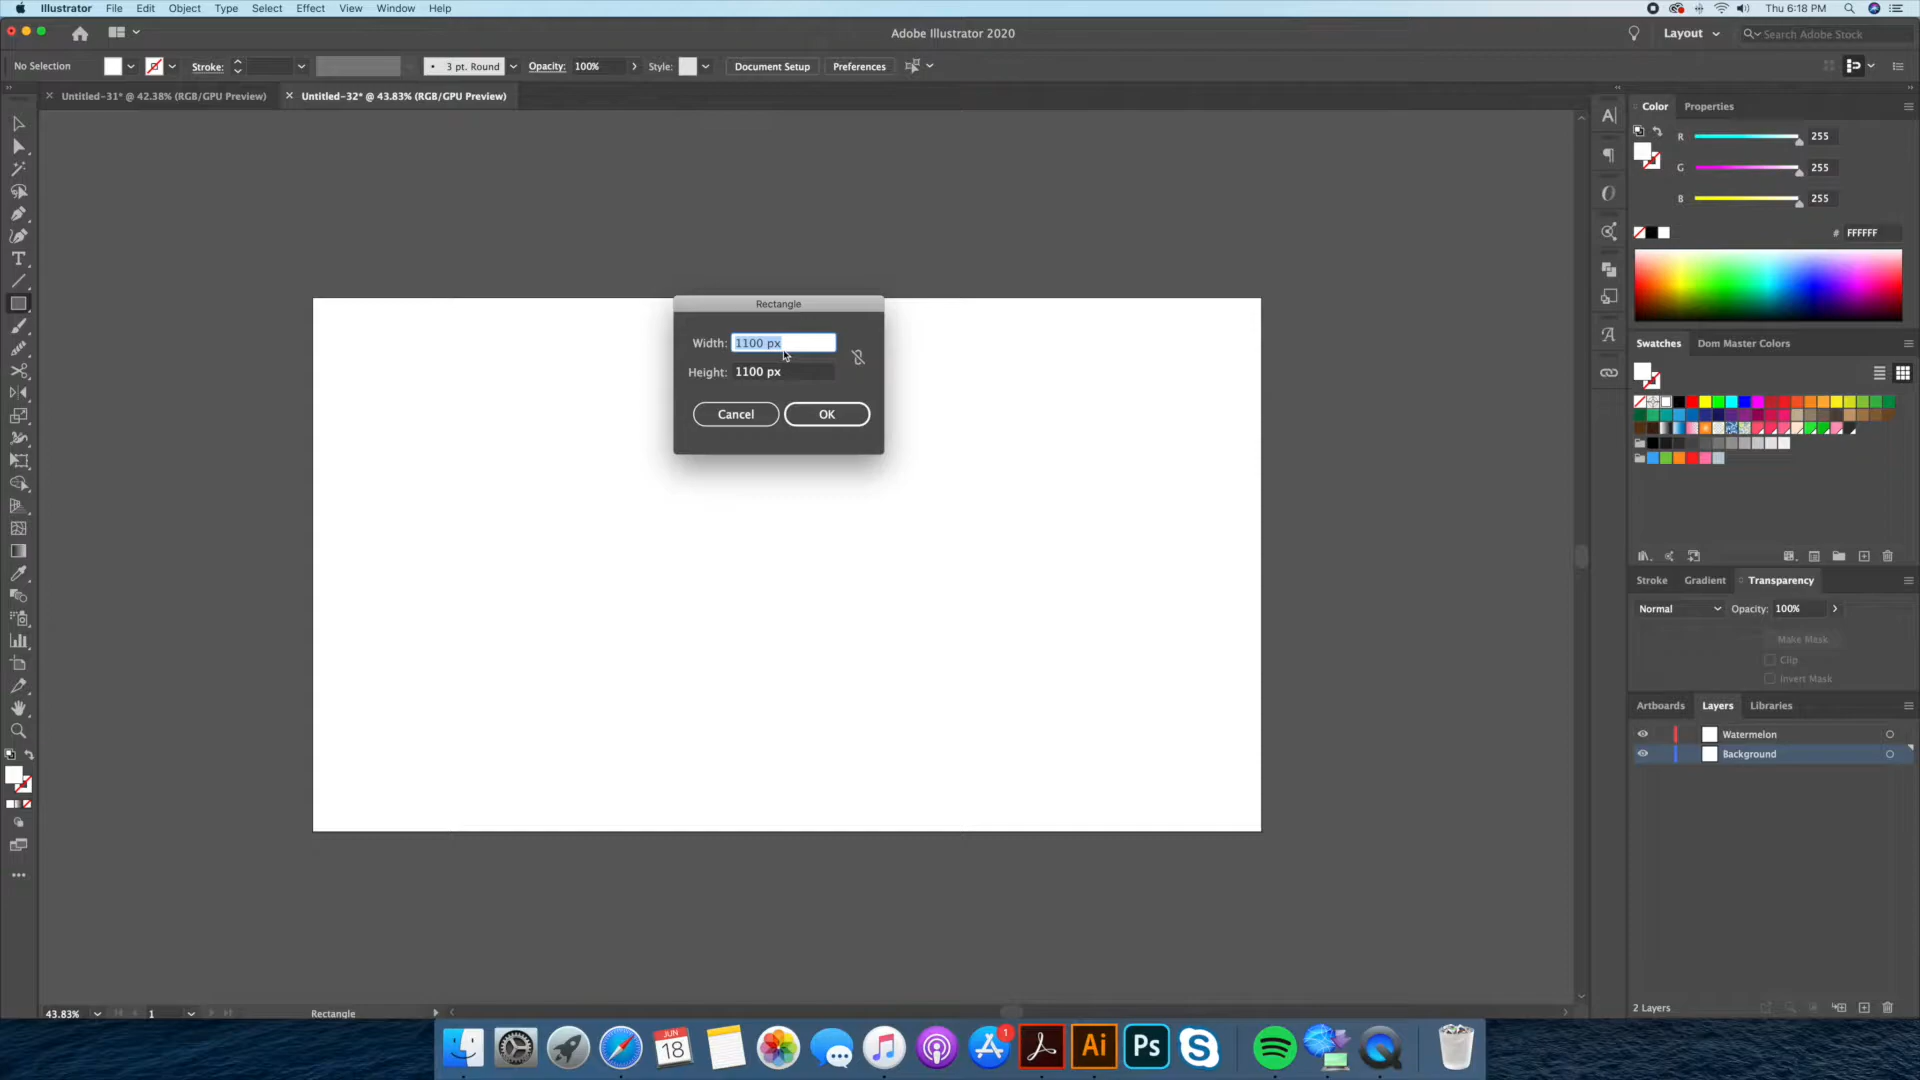 Illustrator File Edit Object Type Select Effect View Window Help
Thu 6:18 PM
Adobe Illustrator 2020
Layout
Search Adobe Stock
No Selection
Stroke:
3 pt. Round
Opacity: 100%
Style:
Document Setup
Preferences
Untitled-31* @ 42.38% (RGB/GPU Preview)
Untitled-32* @ 43.83% (RGB/GPU Preview)
Color Properties
R 255
G 255
B 255
# FFFFFF
Rectangle
Width: 1100 px
Height: 1100 px
Cancel OK
Swatches Dom Master Colors
Stroke Gradient Transparency
Normal Opacity: 100%
Make Mask
Clip
Invert Mask
Artboards Layers Libraries
Watermelon
Background
2 Layers
43.83% 1 Rectangle
JUN
18
1
Ai
Ps